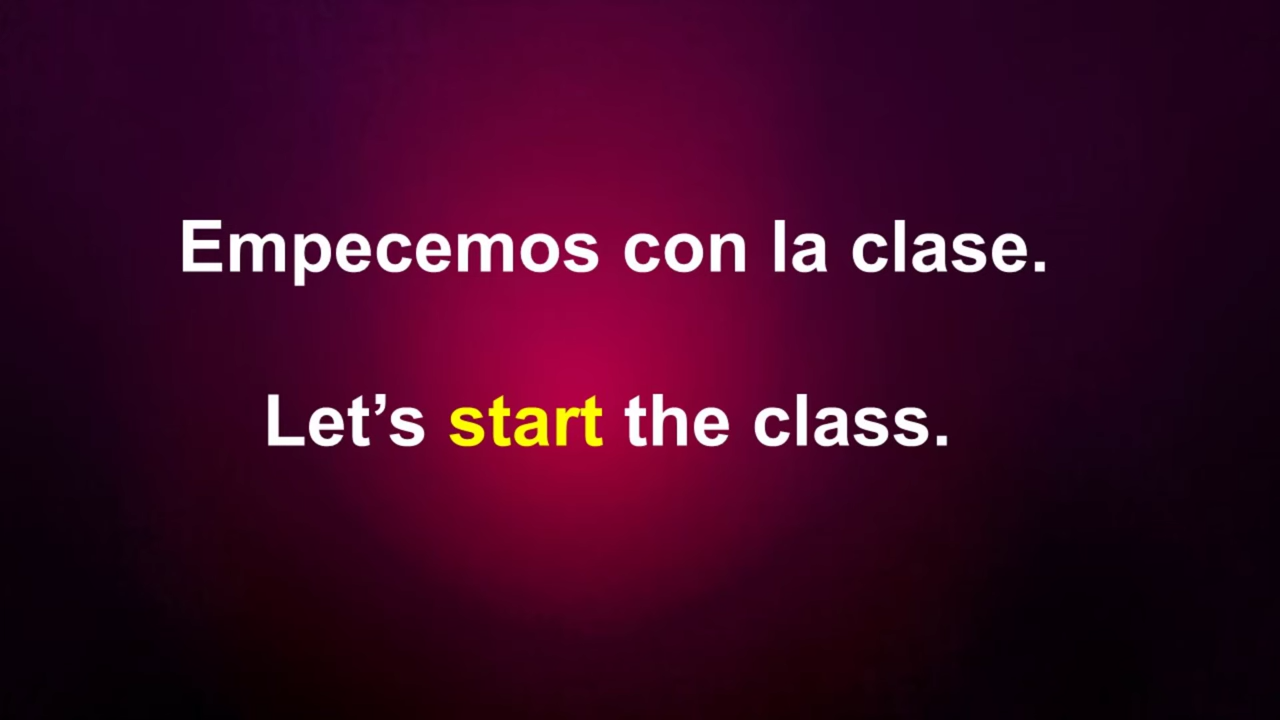 Empecemos con la clase.
Let’s start the class.